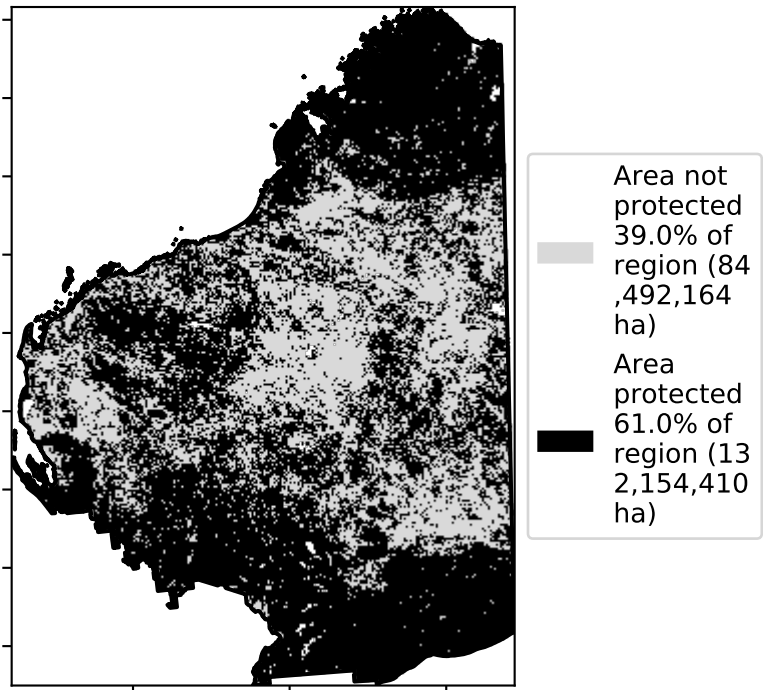 Area not
protected
39.0% of
region (84
,492,164
ha)
Area
protected
61.0% of
region (13
2,154,410
ha)